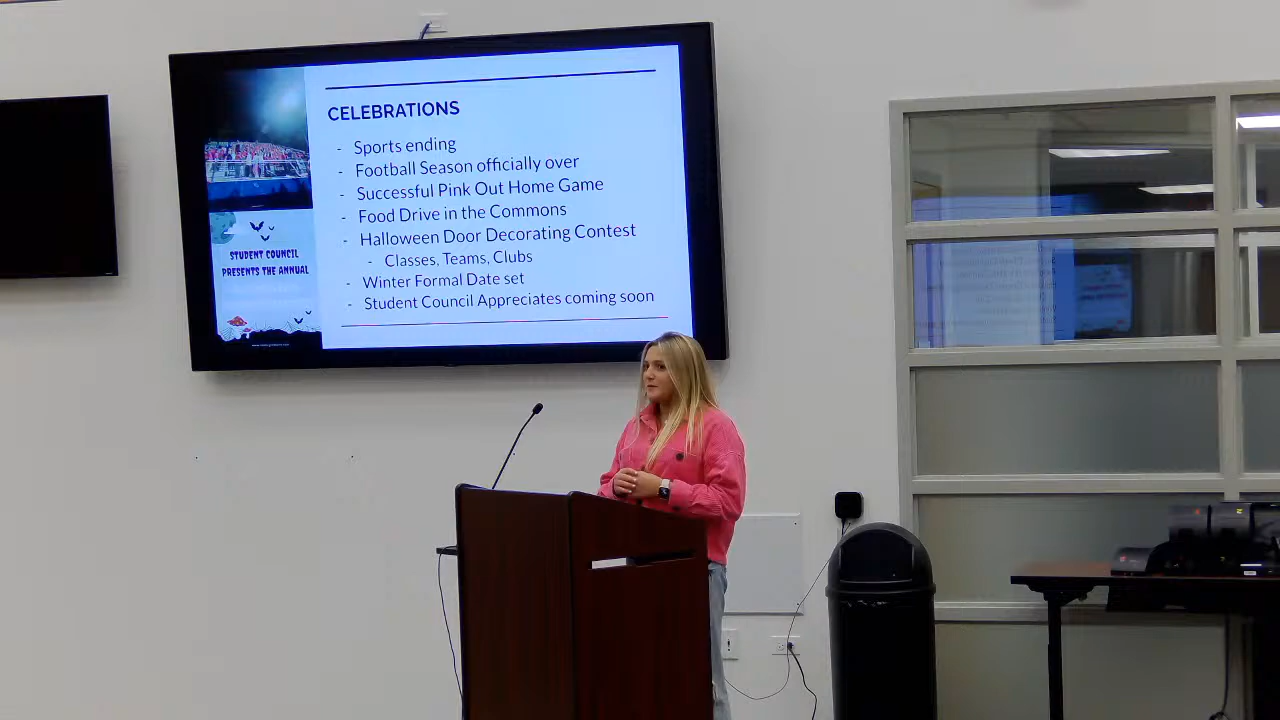 CELEBRATIONS
- Sports ending
- Football Season officially over
- Successful Pink Out Home Game
- Food Drive in the Commons
- Halloween Door Decorating Contest
- Classes, Teams, Clubs
- Winter Formal Date set
- Student Council Appreciates coming soon
STUDENT COUNCIL
PRESENTS THE ANNUAL